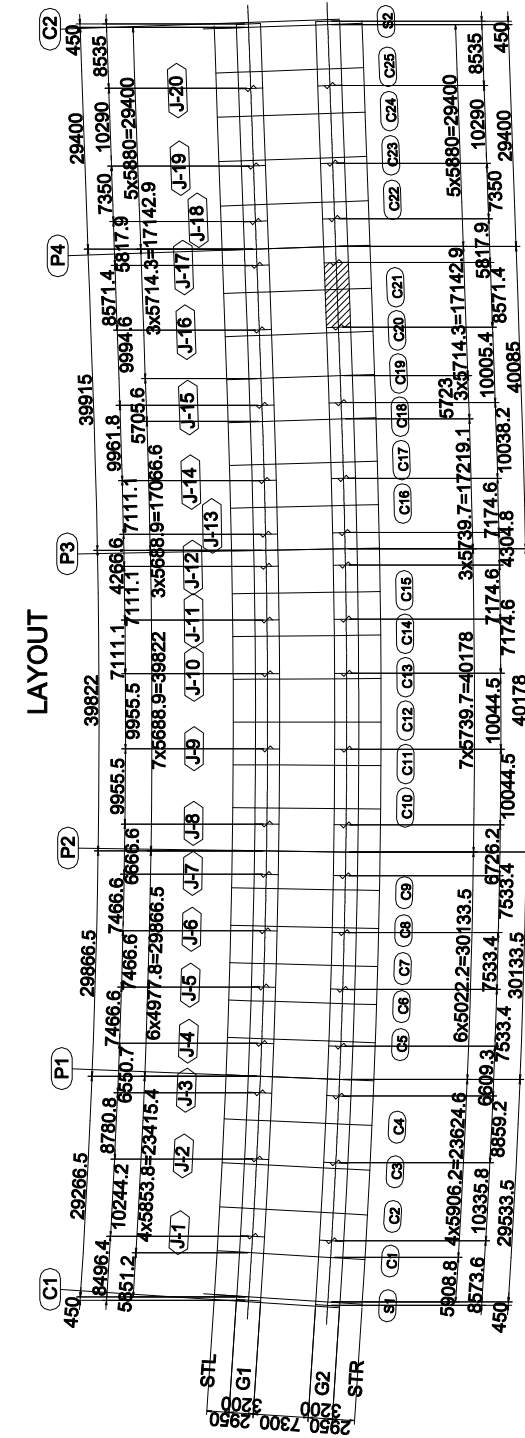 LAYOUT
C1
P1
P2
P3
P4
C2
450
29266.5
29866.5
39822
39915
29400
450
8496.4
10244.2
8780.8
6550.7
7466.6
7466.6
7466.6
6666.6
9955.5
9955.5
7111.1
7111.1
4266.6
7111.1
9961.8
9994.6
8571.4
5817.9
7350
10290
8535
5851.2
4x5853.8=23415.4
6x4977.8=29866.5
7x5688.9=39822
3x5688.9=17066.6
5705.6
3x5714.3=17142.9
5x5880=29400
J-1
J-2
J-3
J-4
J-5
J-6
J-7
J-8
J-9
J-10
J-11
J-12
J-13
J-14
J-15
J-16
J-17
J-18
J-19
J-20
STL
G1
G2
STR
2950
3200
7300
3200
2950
S1
C1
C2
C3
C4
C5
C6
C7
C8
C9
C10
C11
C12
C13
C14
C15
C16
C17
C18
C19
C20
C21
C22
C23
C24
C25
S2
5908.8
4x5906.2=23624.6
6x5022.2=30133.5
7x5739.7=40178
3x5739.7=17219.1
5723
3x5714.3=17142.9
5x5880=29400
8573.6
10335.8
8859.2
6609.3
7533.4
7533.4
7533.4
6726.2
10044.5
10044.5
7174.6
7174.6
4304.8
7174.6
10038.2
10005.4
8571.4
5817.9
7350
10290
8535
450
29533.5
30133.5
40178
40085
29400
450